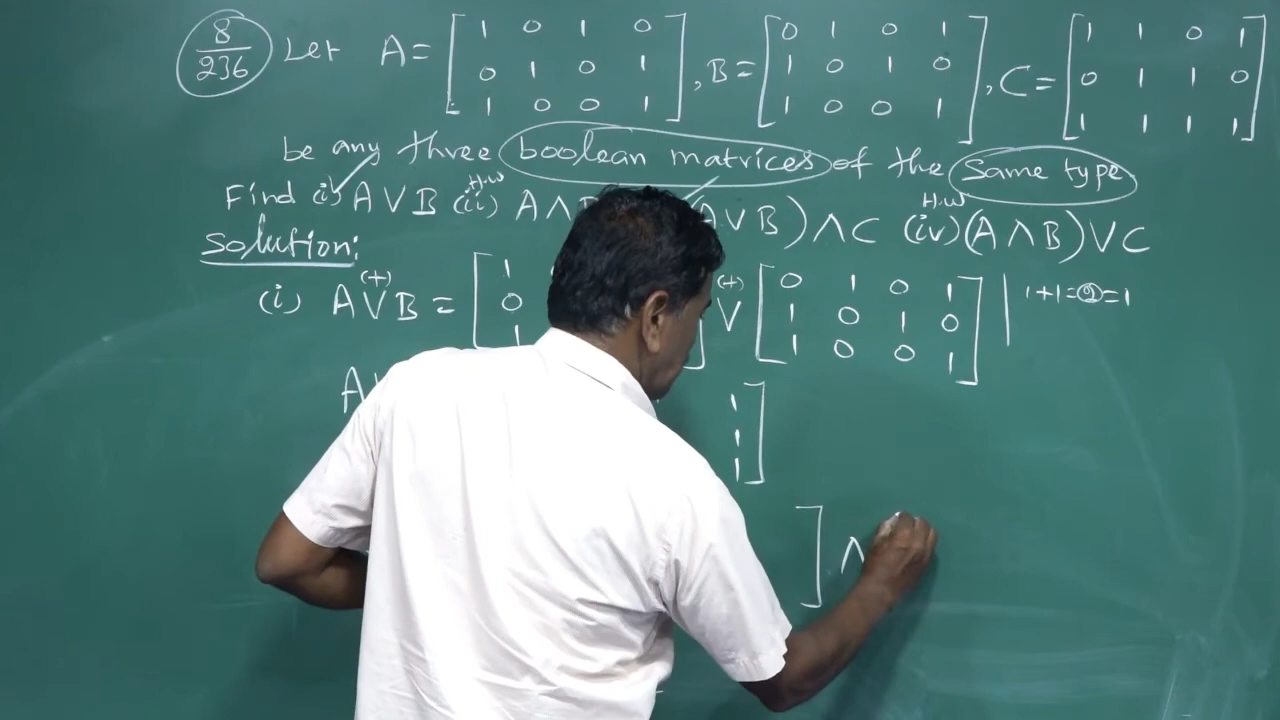 8/236 Let A = [1 0 1 0; 0 1 0 1; 1 0 0 1], B = [0 1 0 1; 1 0 1 0; 1 0 0 1], C = [1 1 0 1; 0 1 1 0; 1 1 1 1]
be any three boolean matrices of the Same type
H.W H.W
Find (i) A∨B (ii) A∧ ∨B)∧C (iv) (A∧B)∨C
Solution:
(+) (+)
(i) A∨B = [1 0 1 ∨ [0 1 0 1; 1 0 1 0; 1 0 0 1] | 1+1=2=1
A 1 1 1 ]
] ∧